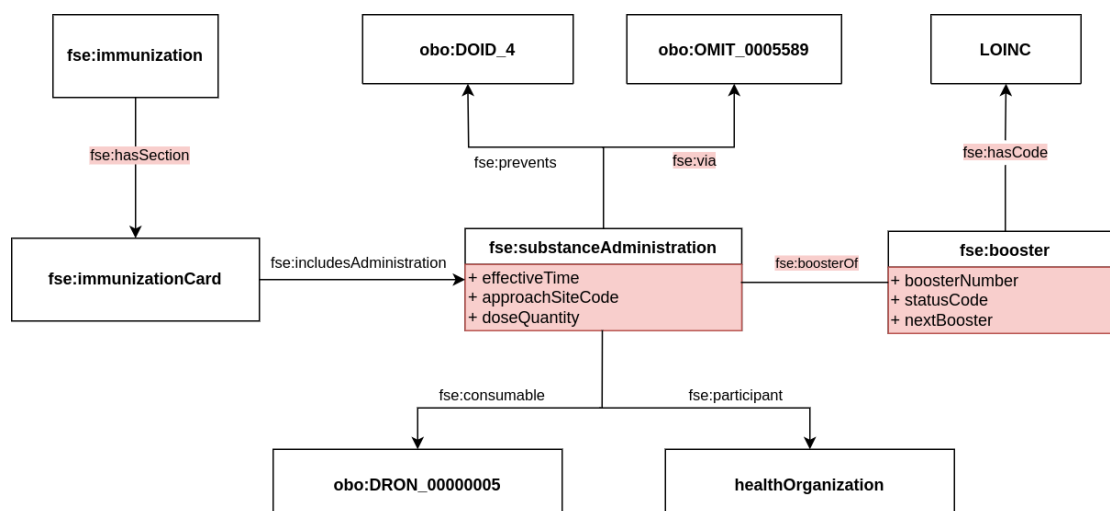 fse:immunization
obo:DOID_4
obo:OMIT_0005589
LOINC
fse:hasSection
fse:prevents
fse:via
fse:hasCode
fse:immunizationCard
fse:includesAdministration
fse:substanceAdministration
+ effectiveTime
+ approachSiteCode
+ doseQuantity
fse:boosterOf
fse:booster
+ boosterNumber
+ statusCode
+ nextBooster
fse:consumable
fse:participant
obo:DRON_00000005
healthOrganization